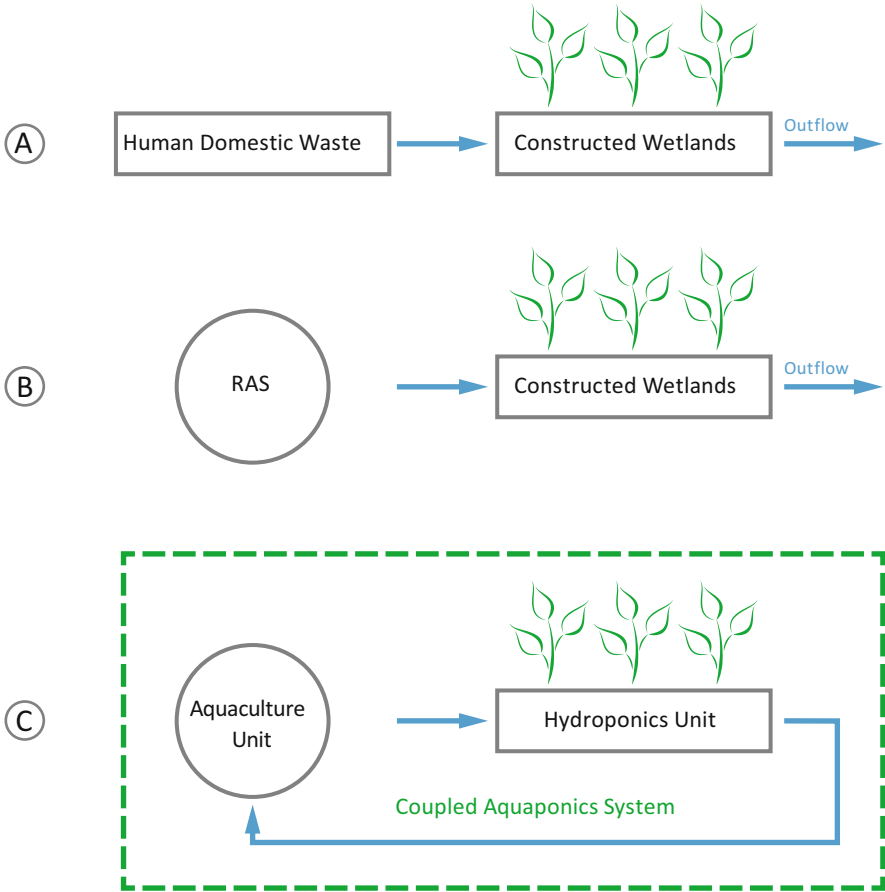 A
Human Domestic Waste
Constructed Wetlands
Outflow
B
RAS
Constructed Wetlands
Outflow
C
Aquaculture
Unit
Hydroponics Unit
Coupled Aquaponics System